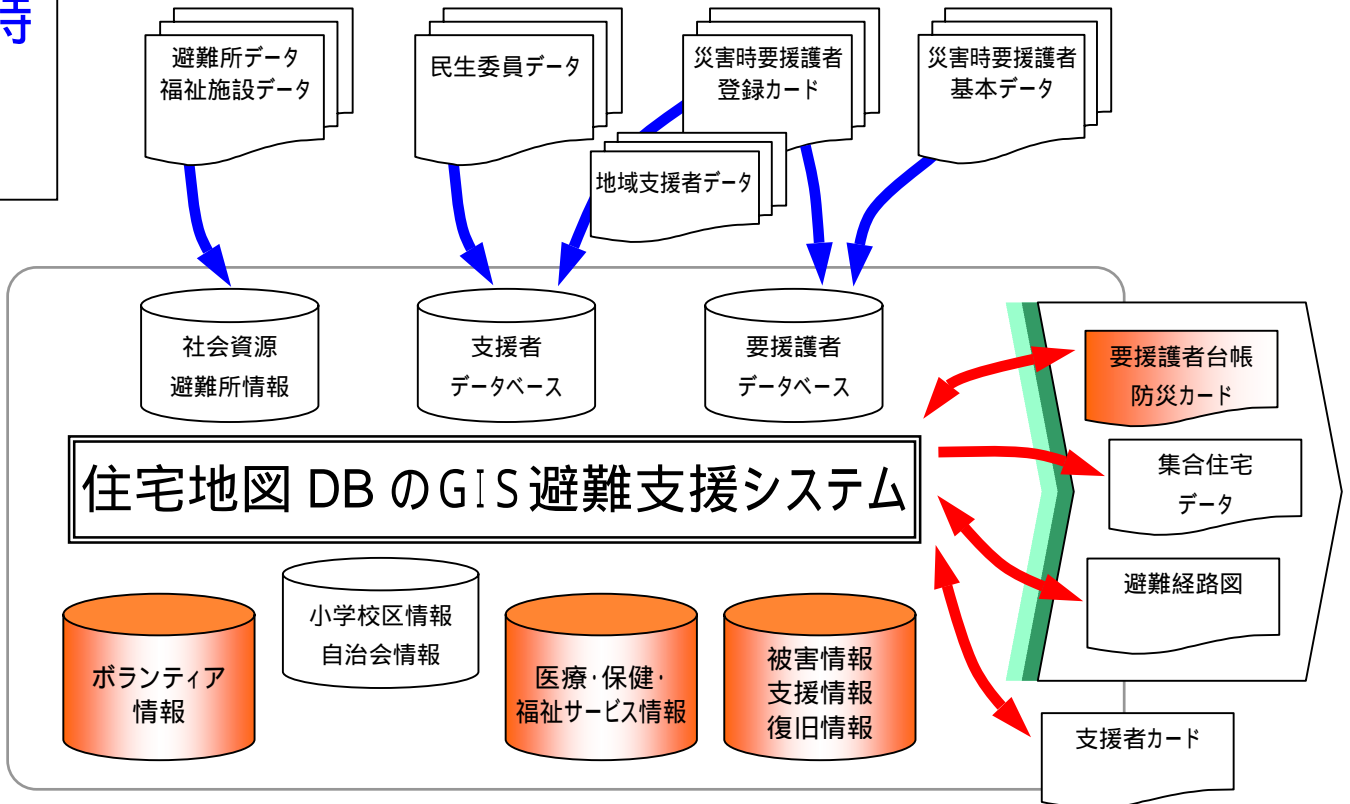 時
避難所データ
福祉施設データ
民生委員データ
災害時要援護者
登録カード
災害時要援護者
基本データ
地域支援者データ
社会資源
避難所情報
支援者
データベース
要援護者
データベース
要援護者台帳
防災カード
住宅地図 DB のGIS避難支援システム
集合住宅
データ
避難経路図
小学校区情報
自治会情報
ボランティア
情報
医療・保健・
福祉サービス情報
被害情報
支援情報
復旧情報
支援者カード